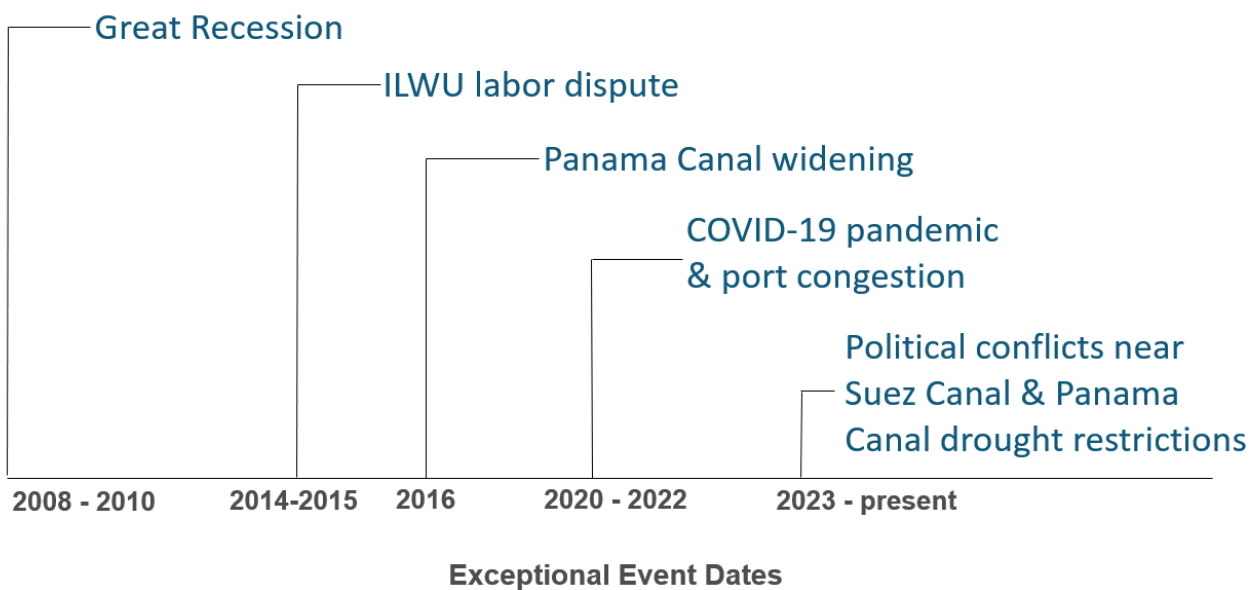 Great Recession
ILWU labor dispute
Panama Canal widening
COVID-19 pandemic
& port congestion
Political conflicts near
Suez Canal & Panama
Canal drought restrictions
2008 - 2010
2014-2015
2016
2020 - 2022
2023 - present
Exceptional Event Dates